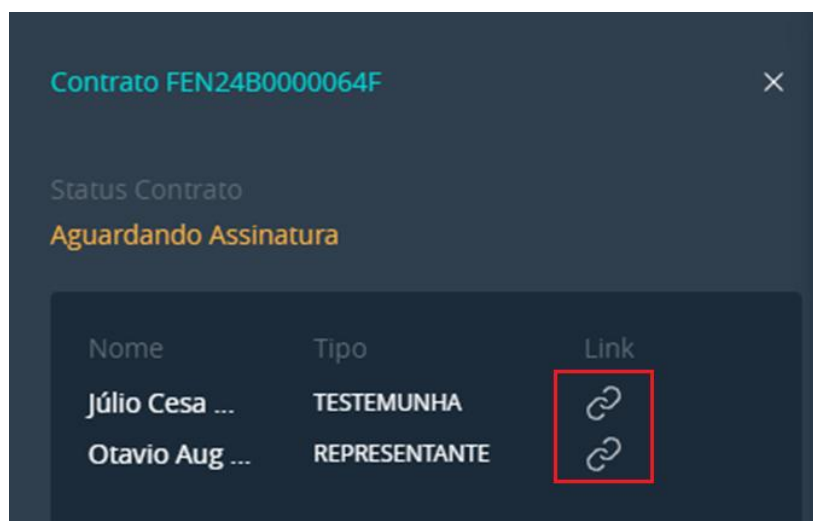 Contrato FEN24B0000064F
Status Contrato
Aguardando Assinatura
Nome Tipo Link
Júlio Cesa ... TESTEMUNHA
Otavio Aug ... REPRESENTANTE